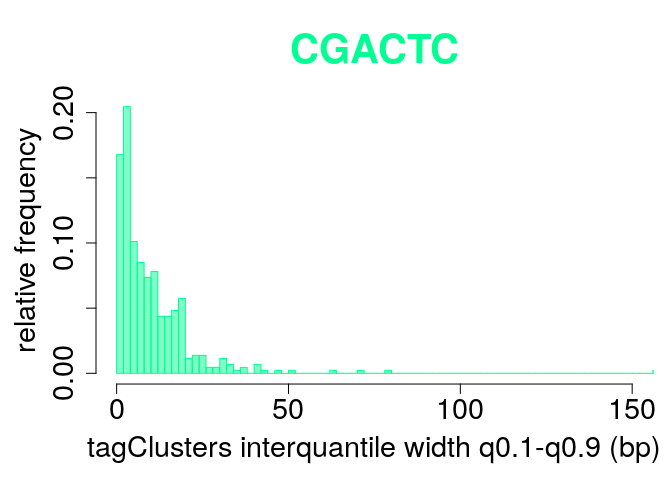 CGACTC
relative frequency
0.20
0.10
0.00
0 50 100 150
tagClusters interquantile width q0.1-q0.9 (bp)